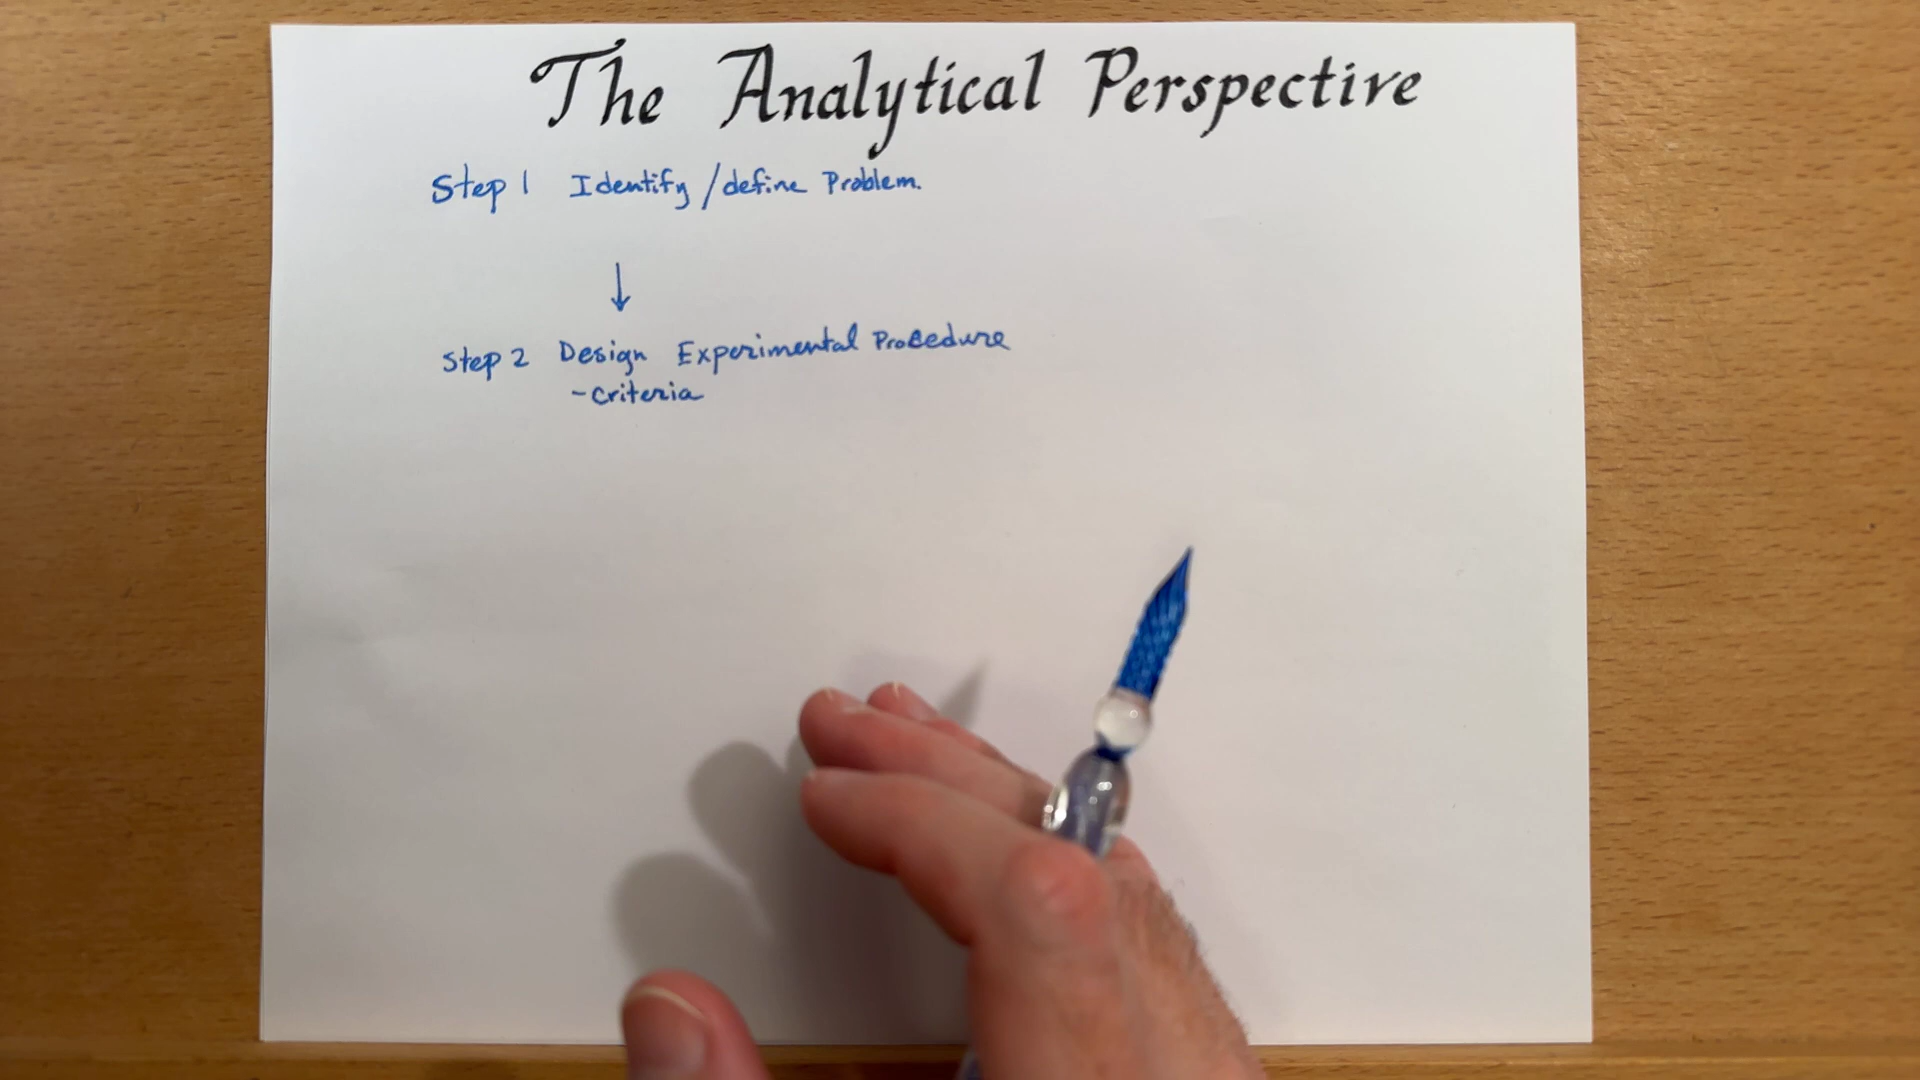 The Analytical Perspective
Step 1 Identify/define Problem.
↓
Step 2 Design Experimental Procedure
-criteria